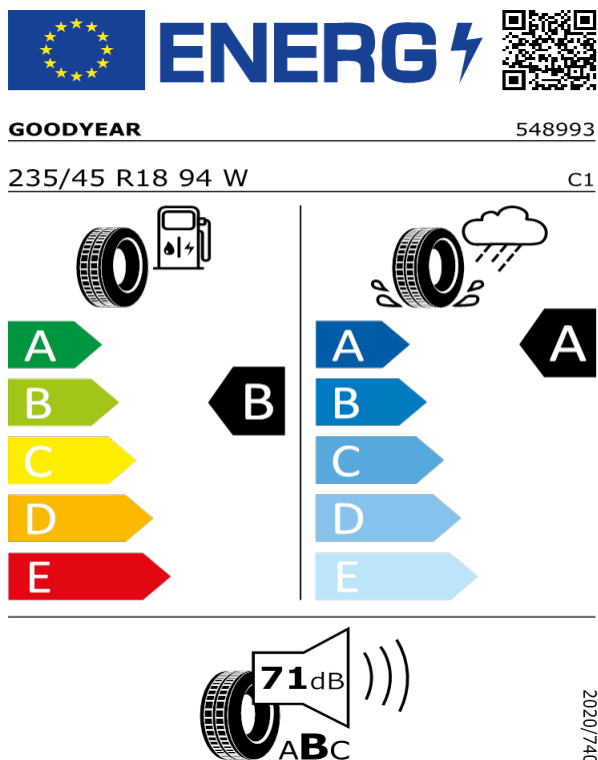 ENERG
GOODYEAR 548993
235/45 R18 94 W C1
A A A
B B B
C C
D D
E E
71dB
ABC
2020/740